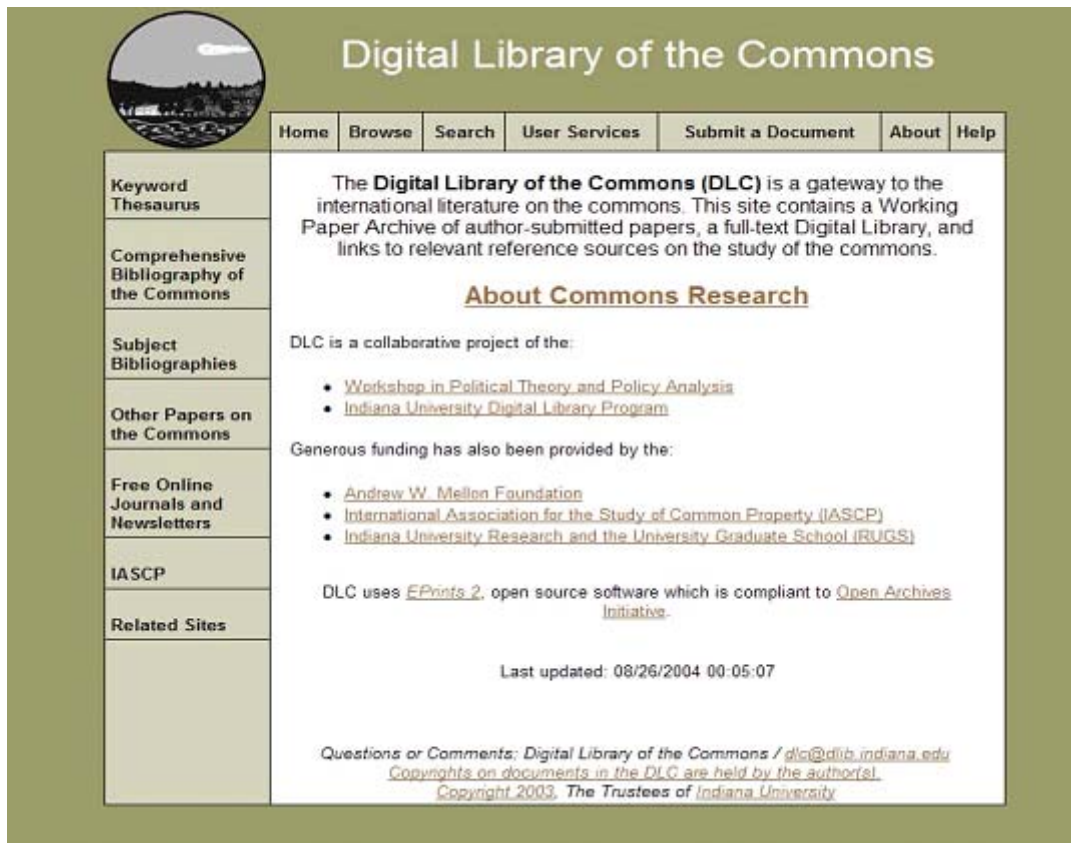 Digital Library of the Commons
Home Browse Search User Services Submit a Document About Help
Keyword
Thesaurus
Comprehensive
Bibliography of
the Commons
Subject
Bibliographies
Other Papers on
the Commons
Free Online
Journals and
Newsletters
IASCP
Related Sites
The Digital Library of the Commons (DLC) is a gateway to the
international literature on the commons. This site contains a Working
Paper Archive of author-submitted papers, a full-text Digital Library, and
links to relevant reference sources on the study of the commons.
About Commons Research
DLC is a collaborative project of the:
• Workshop in Political Theory and Policy Analysis
• Indiana University Digital Library Program
Generous funding has also been provided by the:
• Andrew W. Mellon Foundation
• International Association for the Study of Common Property (IASCP)
• Indiana University Research and the University Graduate School (RUGS)
DLC uses EPrints 2, open source software which is compliant to Open Archives
Initiative.
Last updated: 08/26/2004 00:05:07
Questions or Comments: Digital Library of the Commons / dlc@dlib.indiana.edu
Copyrights on documents in the DLC are held by the author(s).
Copyright 2003, The Trustees of Indiana University